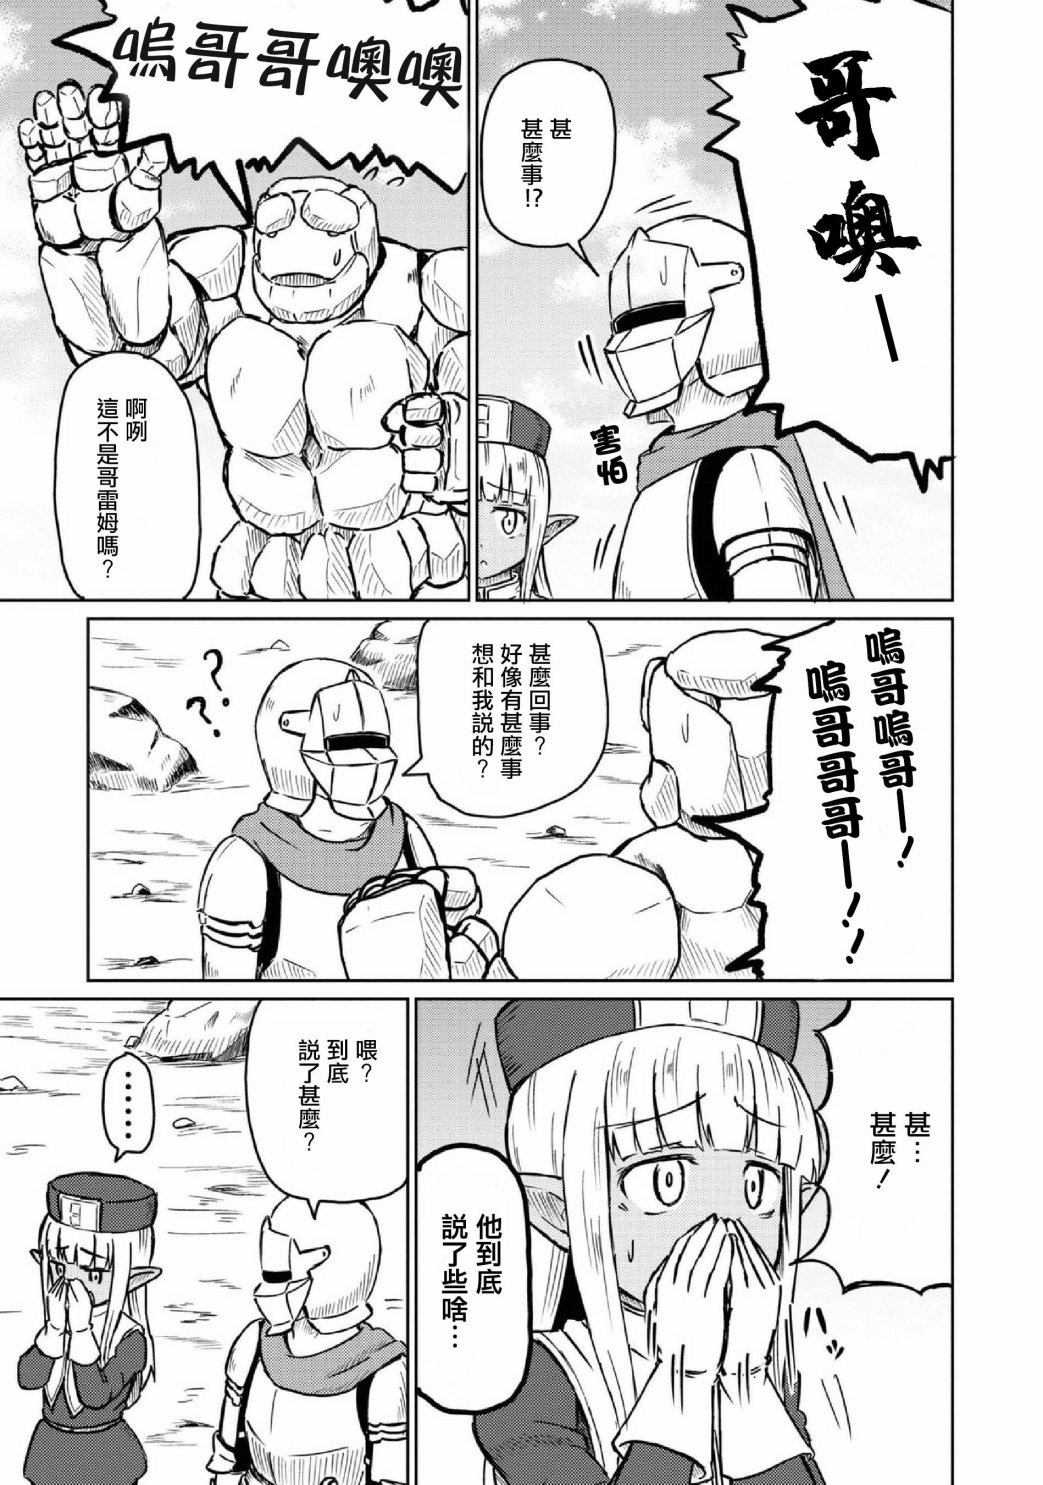 哥噢—
甚
甚麼事!?
害怕
嗚哥哥噢噢
啊咧
這不是哥雷姆嗎？
嗚哥嗚哥—！
嗚哥哥哥—！！
甚麼回事？
好像有甚麼事
想和我説的？
？？
甚…
甚麼！
他到底
説了些啥…
喂？
到底
説了甚麼？
……